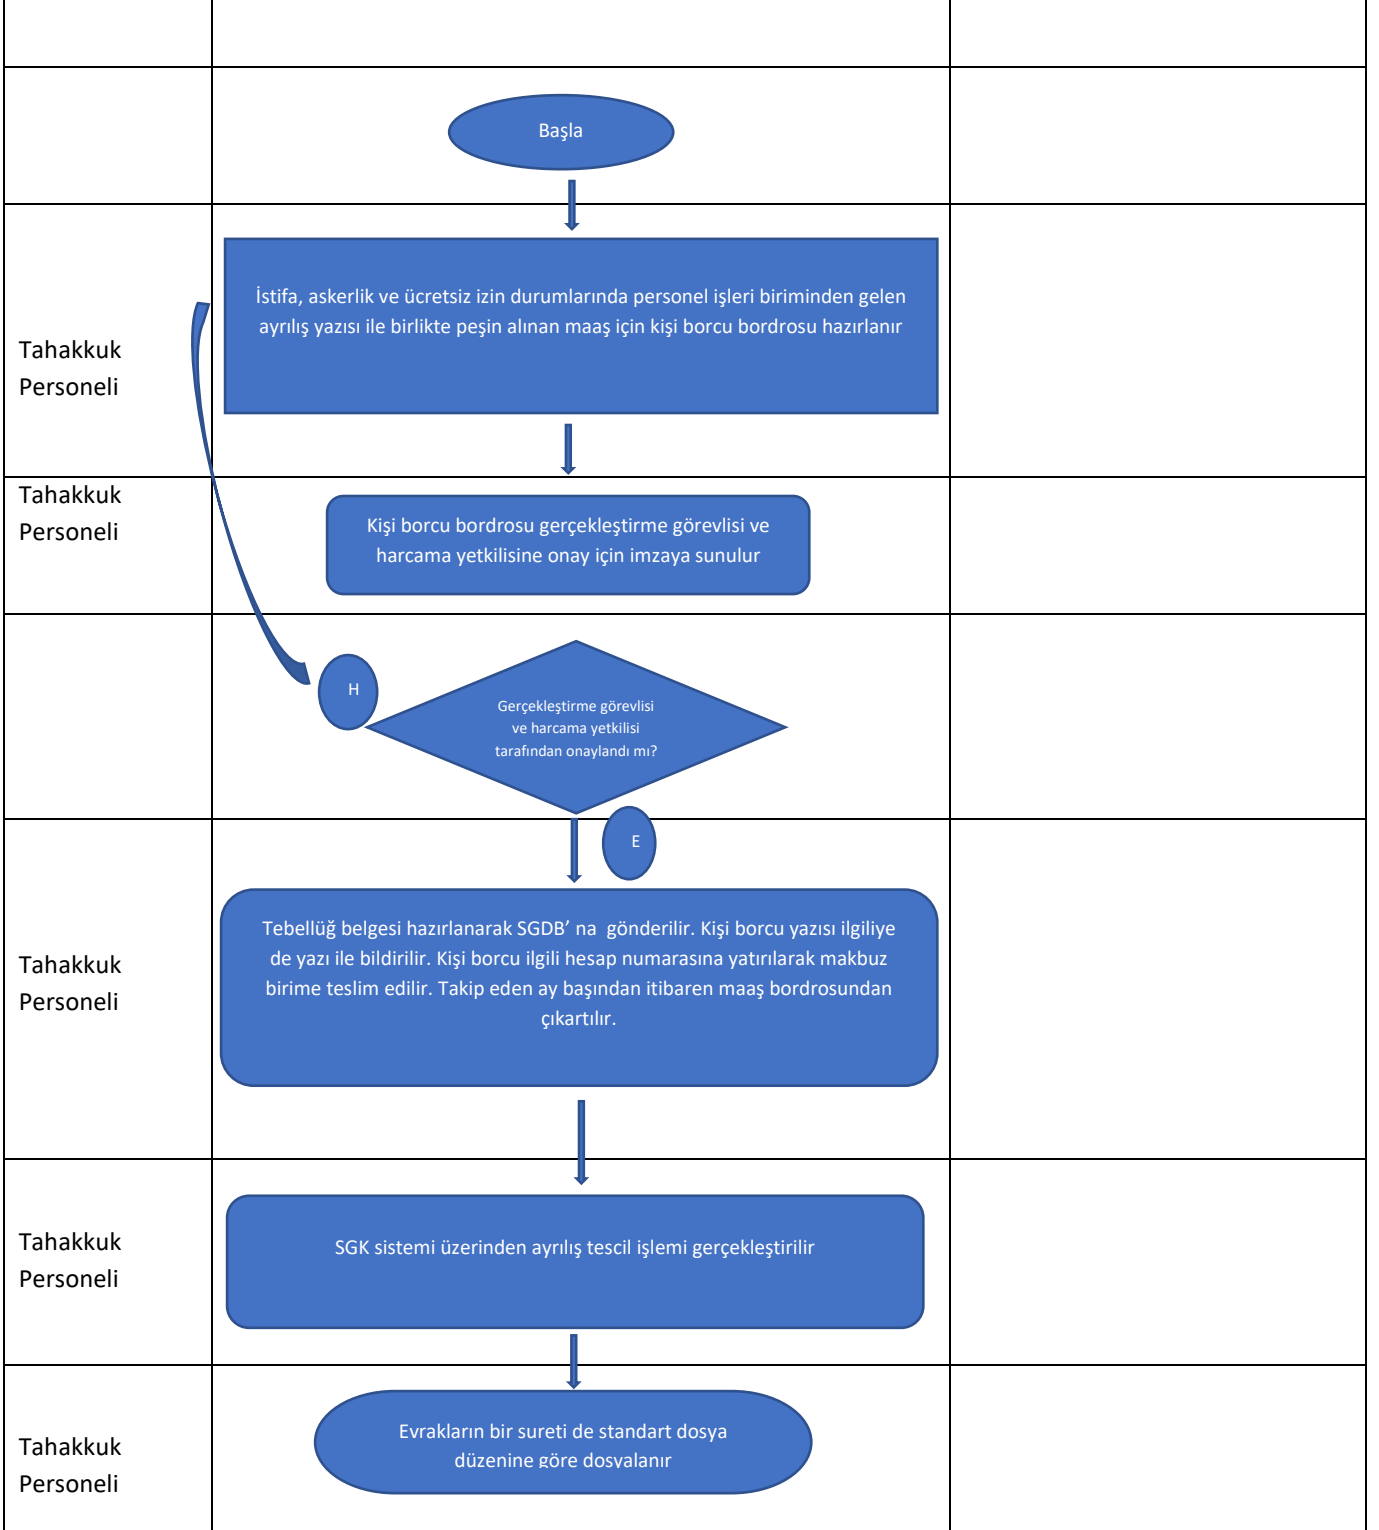 Başla
Tahakkuk
Personeli
İstifa, askerlik ve ücretsiz izin durumlarında personel işleri biriminden gelen
ayrılış yazısı ile birlikte peşin alınan maaş için kişi borcu bordrosu hazırlanır
Tahakkuk
Personeli
Kişi borcu bordrosu gerçekleştirme görevlisi ve
harcama yetkilisine onay için imzaya sunulur
H
Gerçekleştirme görevlisi
ve harcama yetkilisi
tarafından onaylandı mı?
E
Tahakkuk
Personeli
Tebellüğ belgesi hazırlanarak SGDB’ na  gönderilir. Kişi borcu yazısı ilgiliye
de yazı ile bildirilir. Kişi borcu ilgili hesap numarasına yatırılarak makbuz
birime teslim edilir. Takip eden ay başından itibaren maaş bordrosundan
çıkartılır.
Tahakkuk
Personeli
SGK sistemi üzerinden ayrılış tescil işlemi gerçekleştirilir
Tahakkuk
Personeli
Evrakların bir sureti de standart dosya
düzenine göre dosyalanır